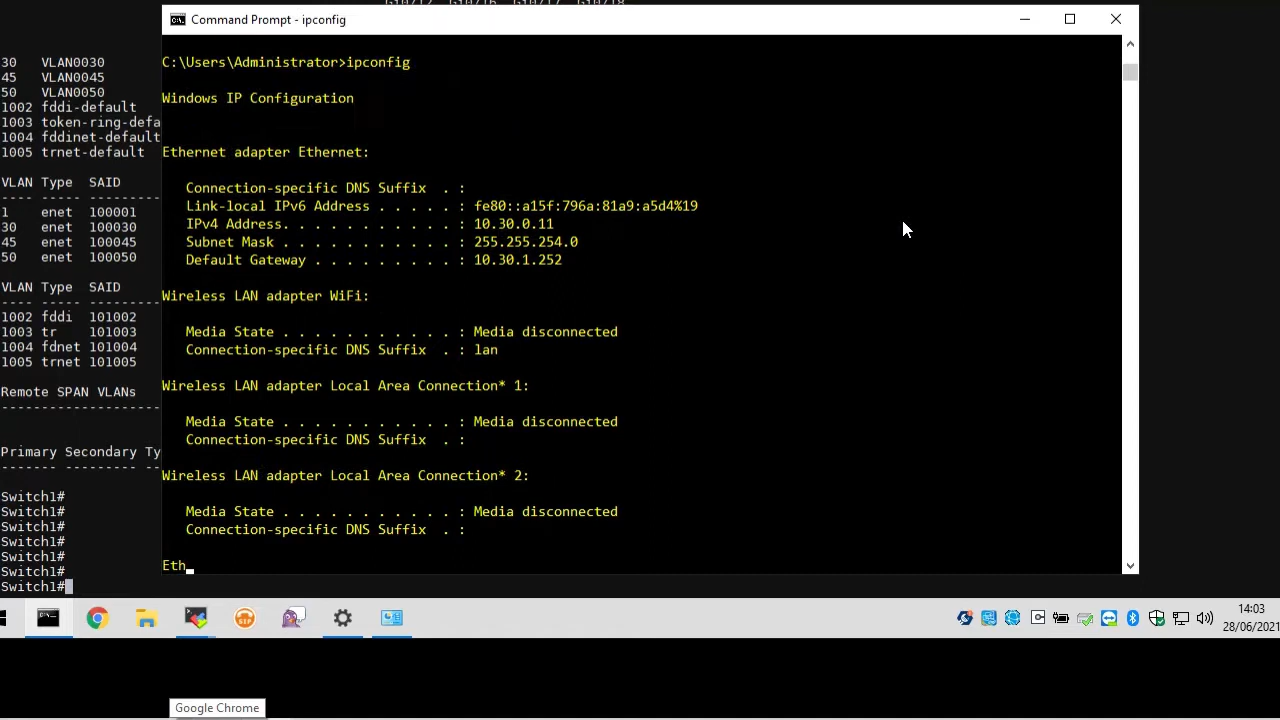 Gi0/12, Gi0/16, Gi0/17, Gi0/18
Command Prompt - ipconfig
30 VLAN0030
45 VLAN0045
50 VLAN0050
1002 fddi-default
1003 token-ring-defa
1004 fddinet-default
1005 trnet-default
VLAN Type SAID
---- ----- ---------
1 enet 100001
30 enet 100030
45 enet 100045
50 enet 100050
VLAN Type SAID
---- ----- ---------
1002 fddi 101002
1003 tr 101003
1004 fdnet 101004
1005 trnet 101005
Remote SPAN VLANs
--------------------
Primary Secondary Ty
------- --------- --
Switch1#
Switch1#
Switch1#
Switch1#
Switch1#
Switch1#
Switch1#
C:\Users\Administrator>ipconfig
Windows IP Configuration
Ethernet adapter Ethernet:
Connection-specific DNS Suffix . :
Link-local IPv6 Address . . . . . : fe80::a15f:796a:81a9:a5d4%19
IPv4 Address. . . . . . . . . . . : 10.30.0.11
Subnet Mask . . . . . . . . . . . : 255.255.254.0
Default Gateway . . . . . . . . . : 10.30.1.252
Wireless LAN adapter WiFi:
Media State . . . . . . . . . . . : Media disconnected
Connection-specific DNS Suffix . : lan
Wireless LAN adapter Local Area Connection* 1:
Media State . . . . . . . . . . . : Media disconnected
Connection-specific DNS Suffix . :
Wireless LAN adapter Local Area Connection* 2:
Media State . . . . . . . . . . . : Media disconnected
Connection-specific DNS Suffix . :
Eth
14:03
28/06/2021
Google Chrome